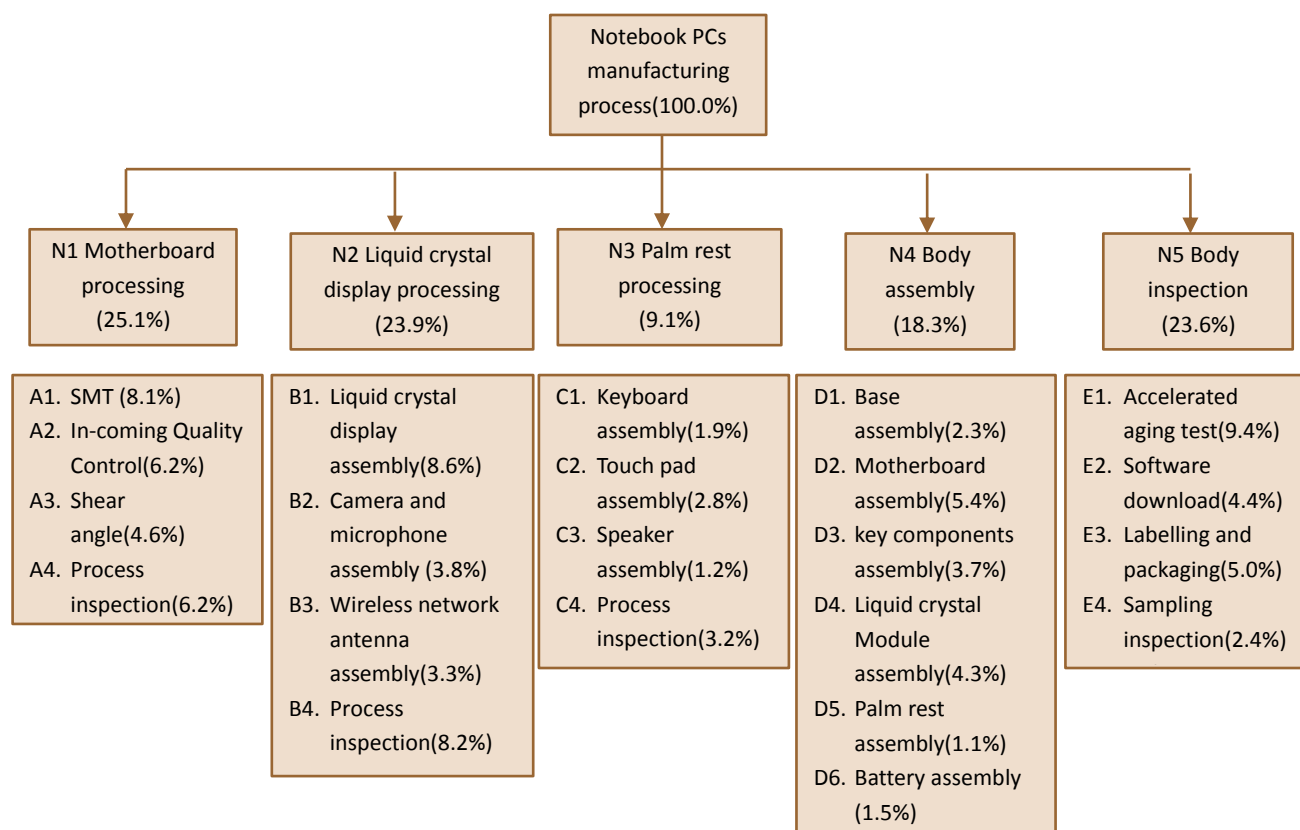 Notebook PCs
manufacturing
process(100.0%)
N1 Motherboard
processing
(25.1%)
N2 Liquid crystal
display processing
(23.9%)
N3 Palm rest
processing
(9.1%)
N4 Body
assembly
(18.3%)
N5 Body
inspection
(23.6%)
A1. SMT (8.1%)
A2. In-coming Quality
Control(6.2%)
A3. Shear
angle(4.6%)
A4. Process
inspection(6.2%)
B1. Liquid crystal
display
assembly(8.6%)
B2. Camera and
microphone
assembly (3.8%)
B3. Wireless network
antenna
assembly(3.3%)
B4. Process
inspection(8.2%)
C1. Keyboard
assembly(1.9%)
C2. Touch pad
assembly(2.8%)
C3. Speaker
assembly(1.2%)
C4. Process
inspection(3.2%)
D1. Base
assembly(2.3%)
D2. Motherboard
assembly(5.4%)
D3. key components
assembly(3.7%)
D4. Liquid crystal
Module
assembly(4.3%)
D5. Palm rest
assembly(1.1%)
D6. Battery assembly
(1.5%)
E1. Accelerated
aging test(9.4%)
E2. Software
download(4.4%)
E3. Labelling and
packaging(5.0%)
E4. Sampling
inspection(2.4%)